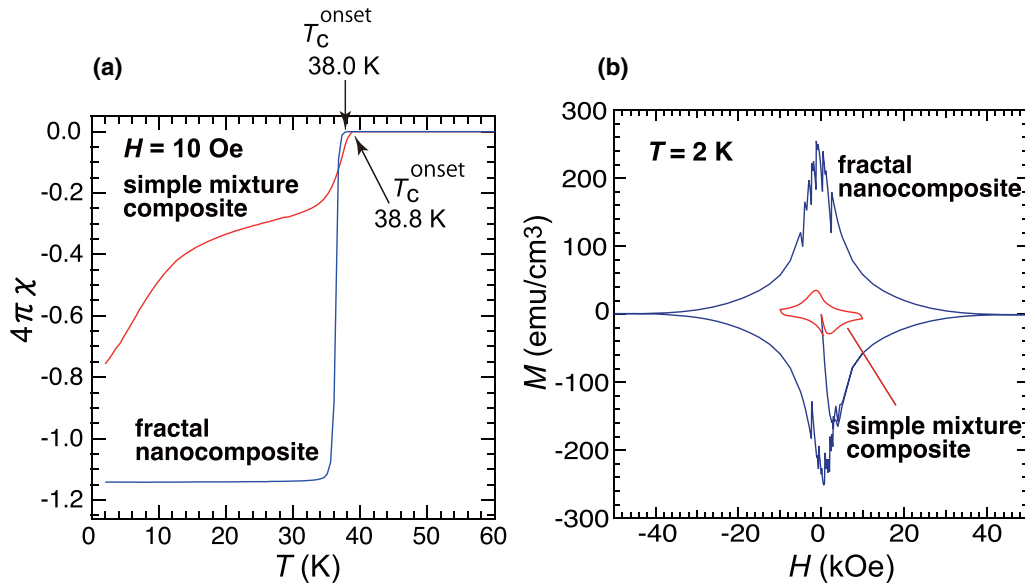 (a)
T_c^onset
38.0 K
H = 10 Oe
simple mixture
composite
T_c^onset
38.8 K
fractal
nanocomposite
4πχ
0.0
-0.2
-0.4
-0.6
-0.8
-1.0
-1.2
0 10 20 30 40 50 60
T (K)
(b)
T = 2 K
fractal
nanocomposite
simple mixture
composite
M (emu/cm³)
300
200
100
0
-100
-200
-300
-40 -20 0 20 40
H (kOe)